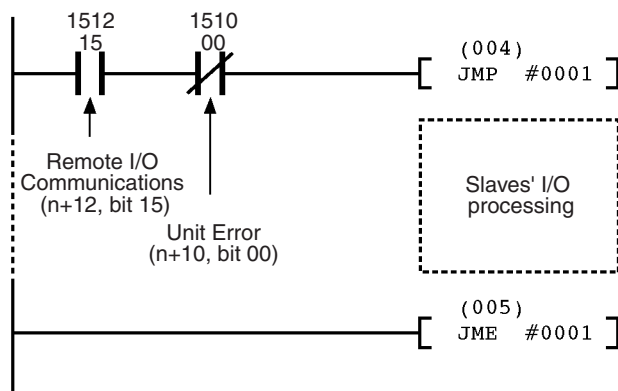 1512
15
1510
00
(004)
JMP #0001
Remote I/O
Communications
(n+12, bit 15)
Unit Error
(n+10, bit 00)
Slaves' I/O
processing
(005)
JME #0001